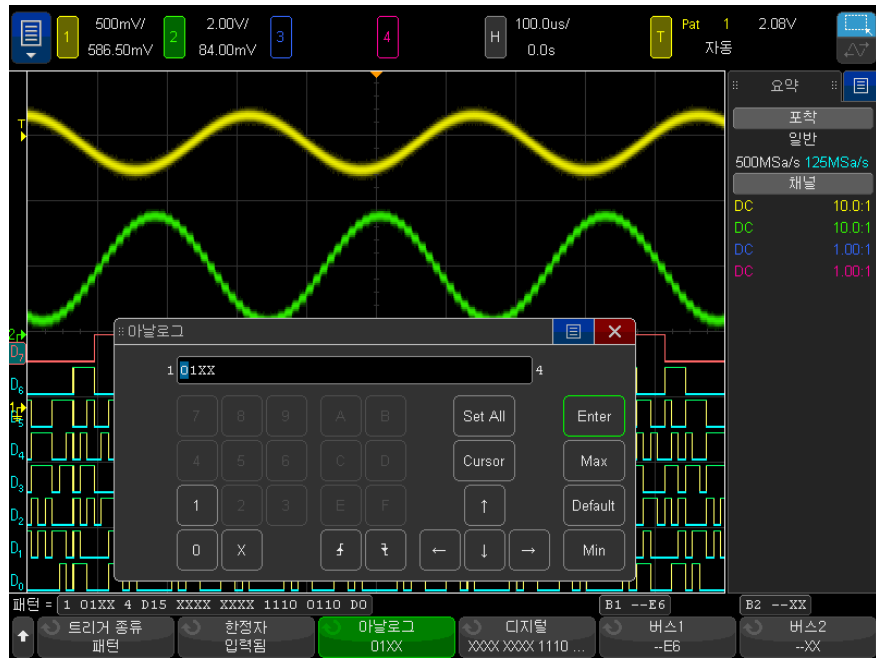 500mV/ 2.00V/ 100.0us/ Pat 1 2.08V
1 2 3 4 H T
586.50mV 84.00mV 0.0s 자동
요약
포착
일반
500MSa/s 125MSa/s
채널
DC 10.0:1
DC 10.0:1
DC 1.00:1
DC 1.00:1
T
2
D7
D6
1
D5
D4
D3
D2
D1
D0
아날로그
1 01XX 4
7 8 9 A B Set All Enter
4 5 6 C D Cursor Max
1 2 3 E F ↑ Default
0 X ← ↓ → Min
패턴 = 1 01XX 4 D15 XXXX XXXX 1110 0110 D0 B1 --E6 B2 --XX
트리거 종류 한정자 아날로그 디지털 버스1 버스2
패턴 입력됨 01XX XXXX XXXX 1110 ... --E6 --XX